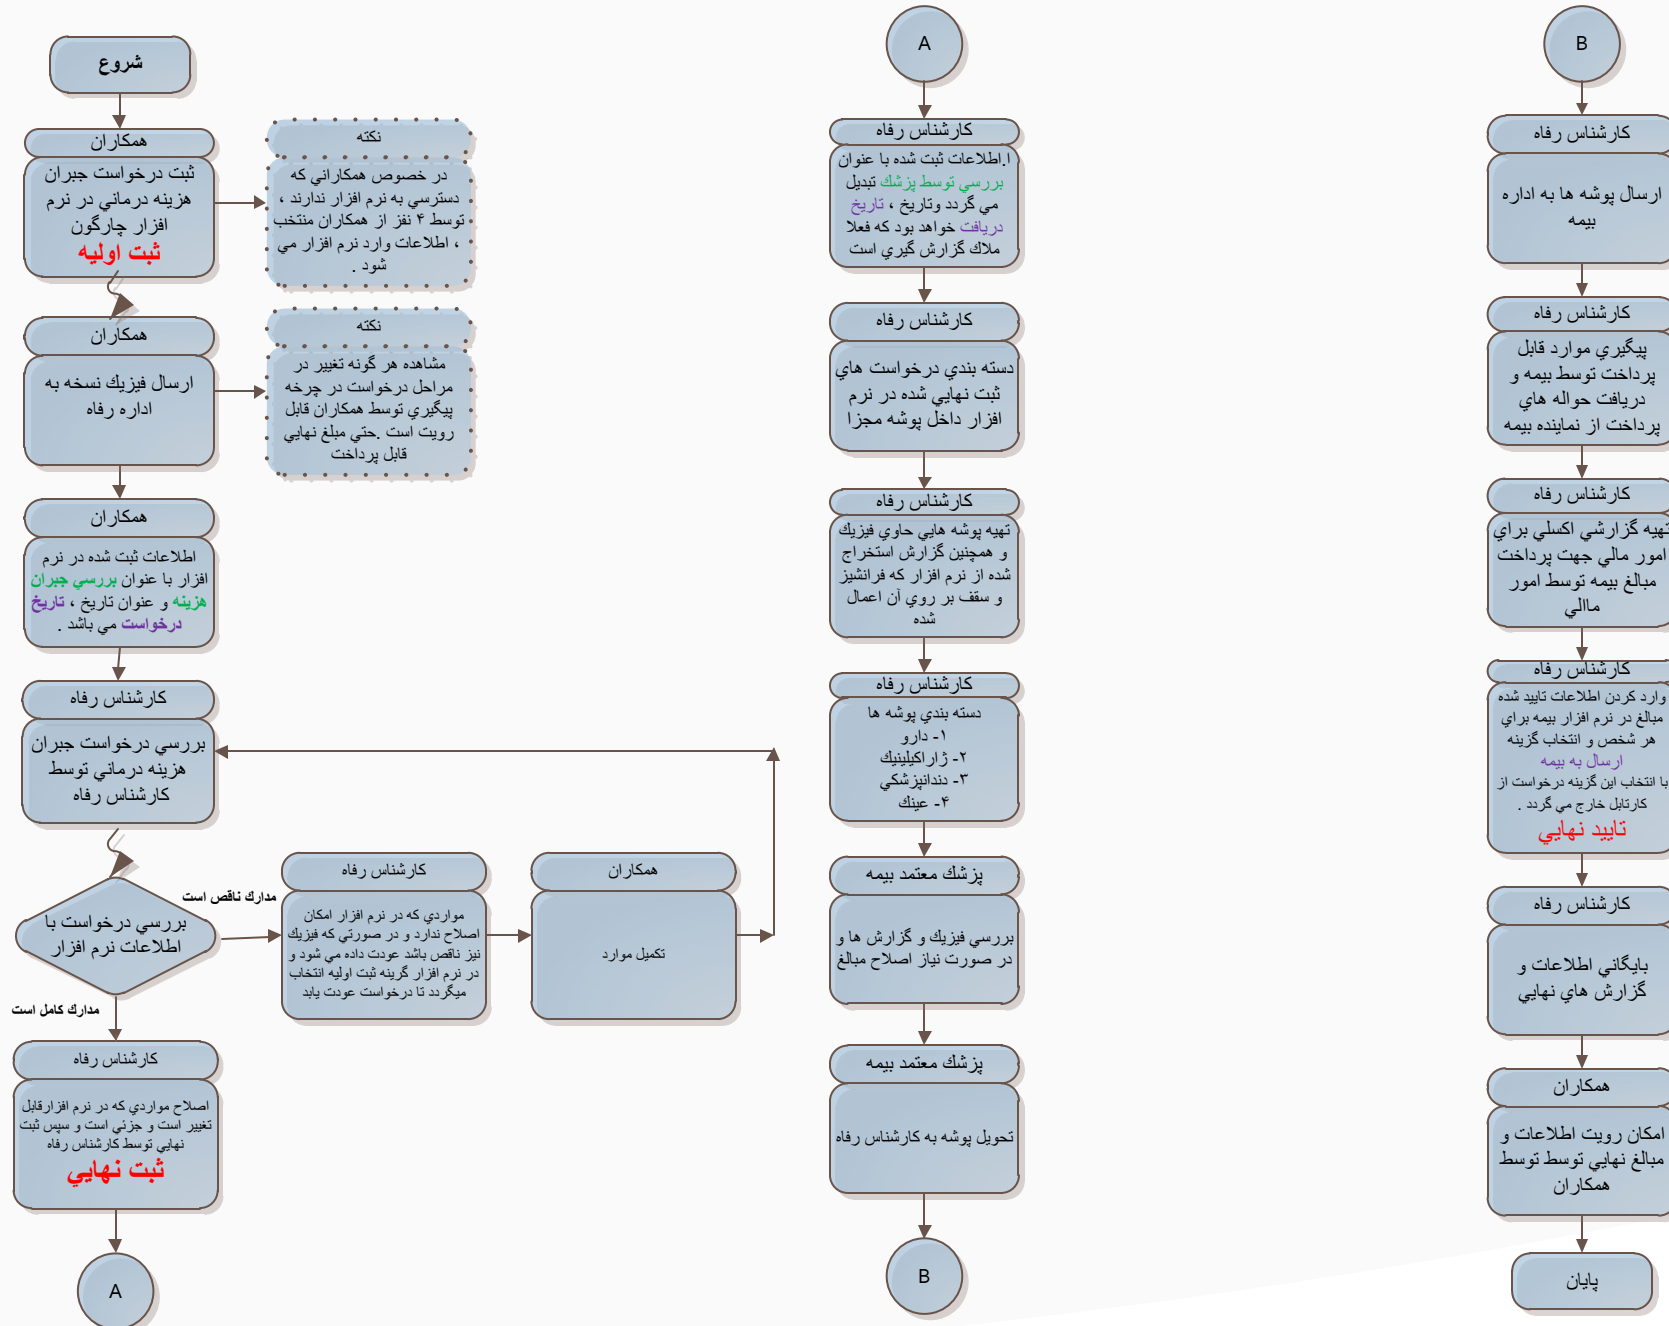 شروع
همكاران
ثبت درخواست جبران
هزينه درماني در نرم
افزار چارگون
ثبت اوليه
نكته
در خصوص همكاراني كه
دسترسي به نرم افزار ندارند ،
توسط ۴ نفز از همكاران منتخب
، اطلاعات وارد نرم افزار مي
شود .
همكاران
ارسال فيزيك نسخه به
اداره رفاه
نكته
مشاهده هر گونه تغيير در
مراحل درخواست در چرخه
پيگيري توسط همكاران قابل
رويت است .حتي مبلغ نهايي
قابل پرداخت
همكاران
اطلاعات ثبت شده در نرم
افزار با عنوان بررسي جبران
هزينه و عنوان تاريخ ، تاريخ
درخواست مي باشد .
كارشناس رفاه
بررسي درخواست جبران
هزينه درماني توسط
كارشناس رفاه
بررسي درخواست با
اطلاعات نرم افزار
مدارك ناقص است
كارشناس رفاه
مواردي كه در نرم افزار امكان
اصلاح ندارد و در صورتي كه فيزيك
نيز ناقص باشد عودت داده مي شود و
در نرم افزار گرينه ثبت اوليه انتخاب
ميگردد تا درخواست عودت يابد
همكاران
تكميل موارد
مدارك كامل است
كارشناس رفاه
اصلاح مواردي كه در نرم افزارقابل
تغيير است و جزئي است و سپس ثبت
نهايي توسط كارشناس رفاه
ثبت نهايي
A
A
كارشناس رفاه
ا.اطلاعات ثبت شده با عنوان
بررسي توسط پزشك تبديل
مي گردد وتاريخ ، تاريخ
دريافت خواهد بود كه فعلا
ملاك گزارش گيري است
كارشناس رفاه
دسته بندي درخواست هاي
ثبت نهايي شده در نرم
افزار داخل پوشه مجزا
كارشناس رفاه
تهيه پوشه هايي حاوي فيزيك
و همچنين گزارش استخراج
شده از نرم افزار كه فرانشيز
و سقف بر روي آن اعمال
شده
كارشناس رفاه
دسته بندي پوشه ها
۱- دارو
۲- ژاراكيلينيك
۳- دندانپزشكي
۴- عينك
پزشك معتمد بيمه
بررسي فيزيك و گزارش ها و
در صورت نياز اصلاح مبالغ
پزشك معتمد بيمه
تحويل پوشه به كارشناس رفاه
B
B
كارشناس رفاه
ارسال پوشه ها به اداره
بيمه
كارشناس رفاه
پيگيري موارد قابل
پرداخت توسط بيمه و
دريافت حواله هاي
پرداخت از نماينده بيمه
كارشناس رفاه
تهيه گزارشي اكسلي براي
امور مالي جهت پرداخت
مبالغ بيمه توسط امور
ماالي
كارشناس رفاه
وارد كردن اطلاعات تاييد شده
مبالغ در نرم افزار بيمه براي
هر شخص و انتخاب گزينه
ارسال به بيمه
با انتخاب اين گزينه درخواست از
كارتابل خارج مي گردد .
تاييد نهايي
كارشناس رفاه
بايگاني اطلاعات و
گزارش هاي نهايي
همكاران
امكان رويت اطلاعات و
مبالغ نهايي توسط توسط
همكاران
پايان